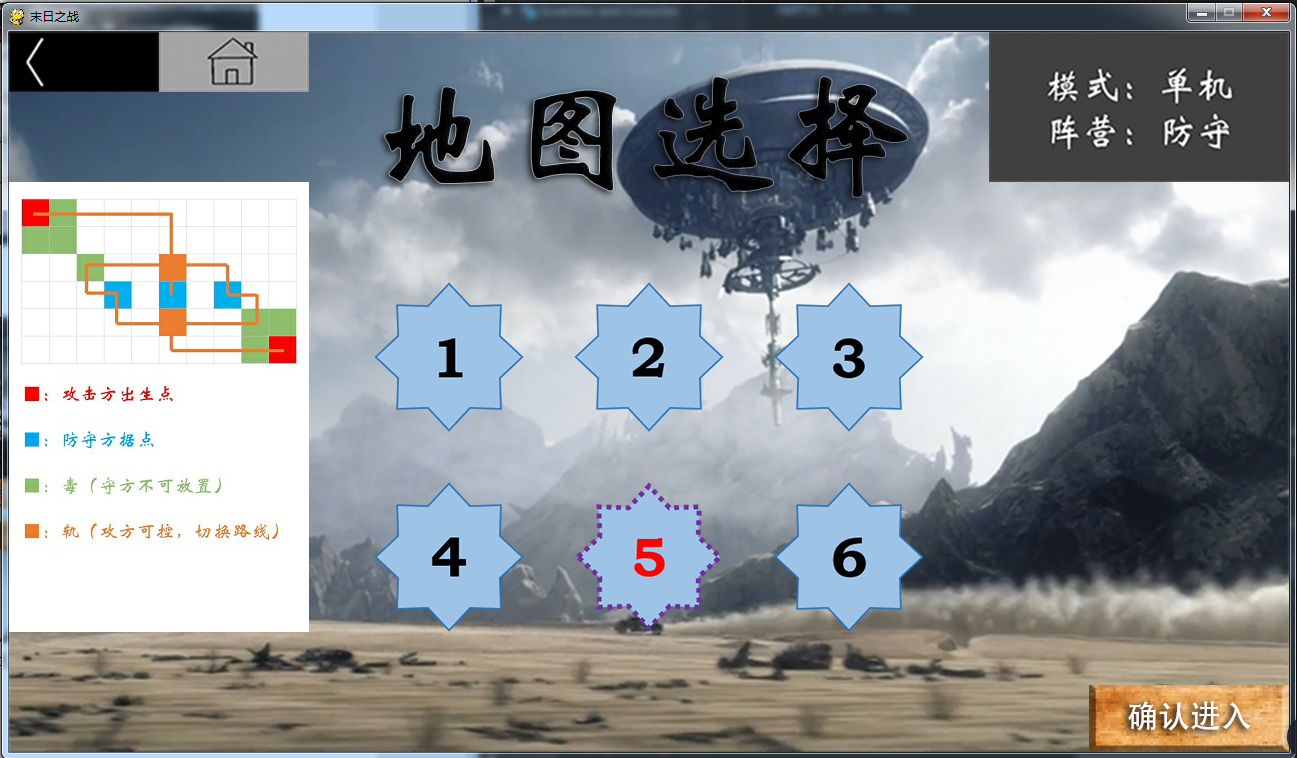 末日之战
模式：单机
阵营：防守
地图选择
：攻击方出生点
：防守方据点
：毒（守方不可放置）
：轨（攻方可控，切换路线）
1
2
3
4
5
6
确认进入